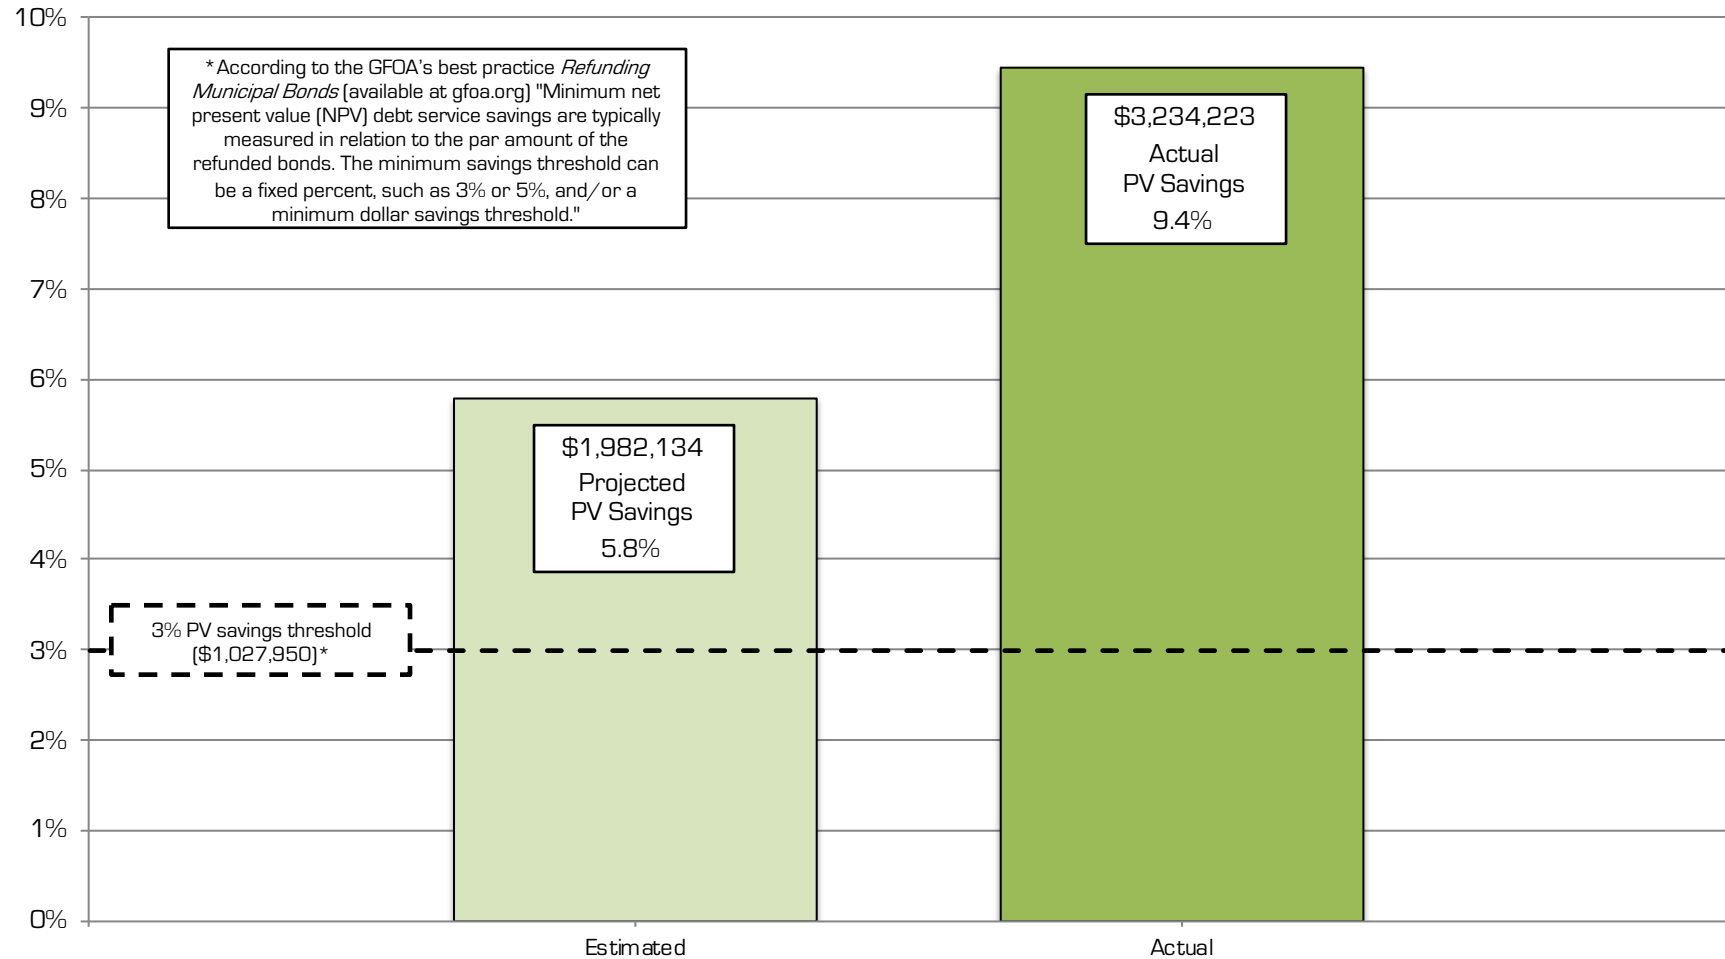 10%
9%
8%
7%
6%
5%
4%
3%
2%
1%
0%
*According to the GFOA's best practice Refunding
Municipal Bonds (available at gfoa.org) "Minimum net
present value (NPV) debt service savings are typically
measured in relation to the par amount of the
refunded bonds. The minimum savings threshold can
be a fixed percent, such as 3% or 5%, and/or a
minimum dollar savings threshold."
$3,234,223
Actual
PV Savings
9.4%
$1,982,134
Projected
PV Savings
5.8%
3% PV savings threshold
($1,027,950)*
Estimated
Actual